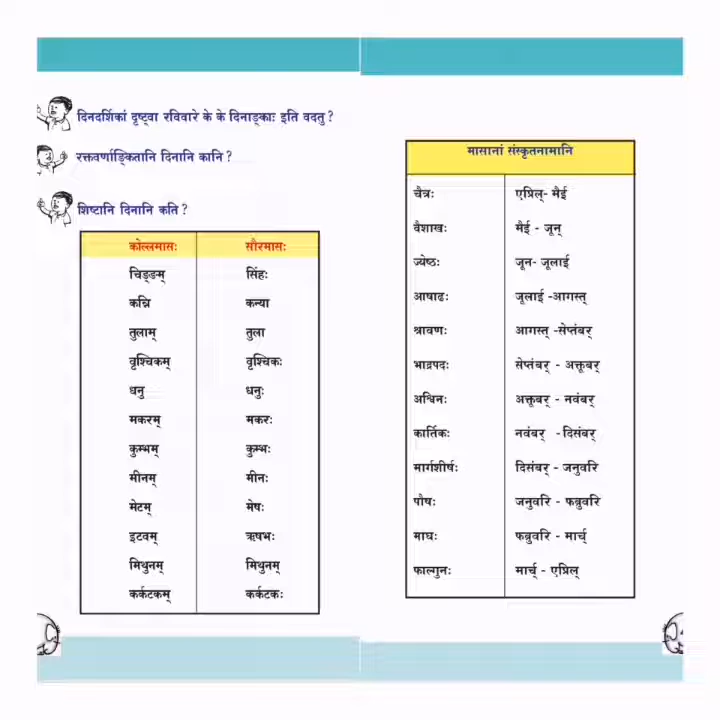 दिनदर्शिकां दृष्ट्वा रविवारे के के दिनाङ्काः इति वदतु ?
रक्तवर्णाङ्कितानि दिनानि कानि ?
शिष्टानि दिनानि कति ?
कोल्लमासः सौरमासः
चिङ्ङम् सिंहः
कन्नि कन्या
तुलाम् तुला
वृश्चिकम् वृश्चिकः
धनु धनुः
मकरम् मकरः
कुम्भम् कुम्भः
मीनम् मीनः
मेटम् मेषः
इटवम् ऋषभः
मिथुनम् मिथुनम्
कर्कटकम् कर्कटकः
मासानां संस्कृतनामानि
चैत्रः एप्रिल्- मैई
वैशाखः मैई - जून्
ज्येष्ठः जून- जूलाई
आषाढः जूलाई -आगस्त्
श्रावणः आगस्त् -सेप्तंबर्
भाद्रपदः सेप्तंबर् - अक्तूबर्
अश्विनः अक्तूबर् - नवंबर्
कार्तिकः नवंबर् - दिसंबर्
मार्गशीर्षः दिसंबर् - जनुवरि
पौषः जनुवरि - फब्रुवरि
माघः फब्रुवरि - मार्च्
फाल्गुनः मार्च् - एप्रिल्